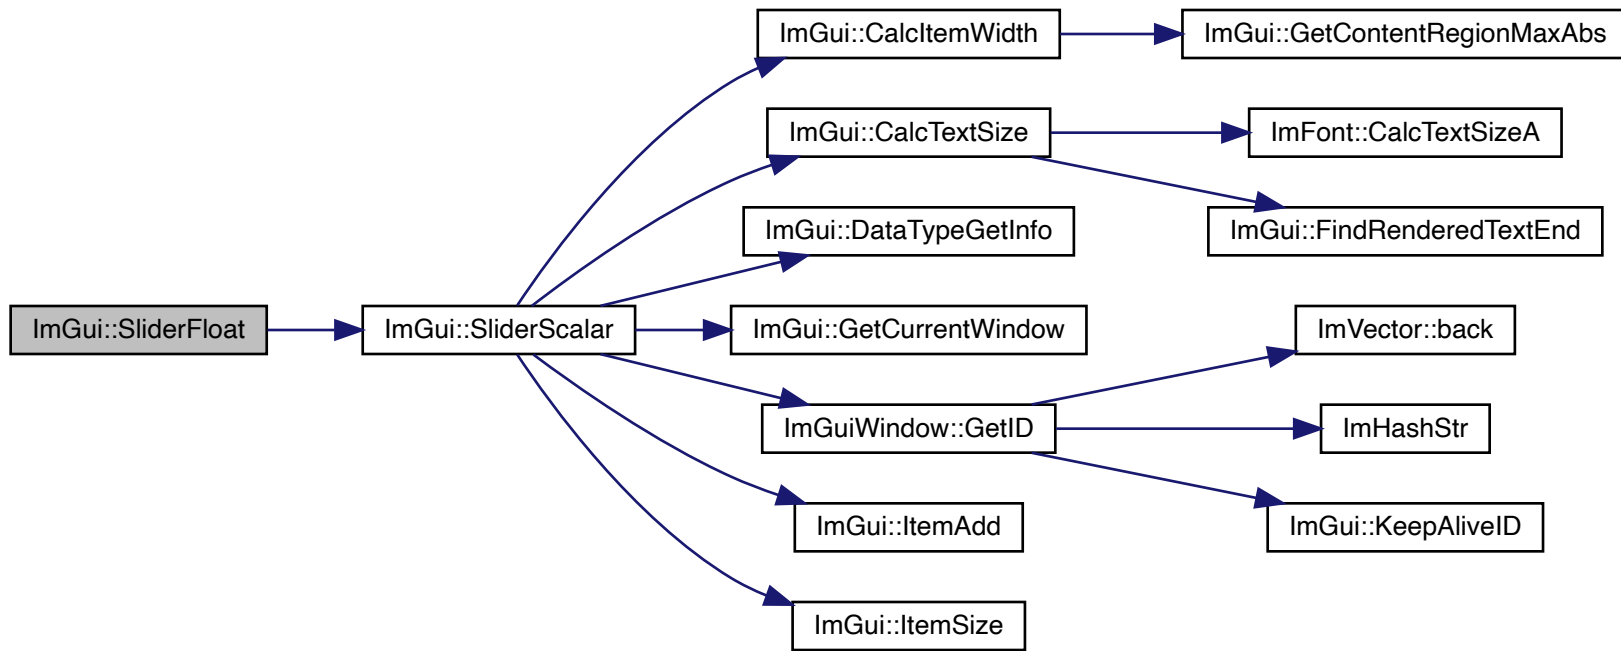 ImGui::SliderFloat
ImGui::SliderScalar
ImGui::CalcItemWidth
ImGui::GetContentRegionMaxAbs
ImGui::CalcTextSize
ImFont::CalcTextSizeA
ImGui::FindRenderedTextEnd
ImGui::DataTypeGetInfo
ImGui::GetCurrentWindow
ImGuiWindow::GetID
ImVector::back
ImHashStr
ImGui::KeepAliveID
ImGui::ItemAdd
ImGui::ItemSize